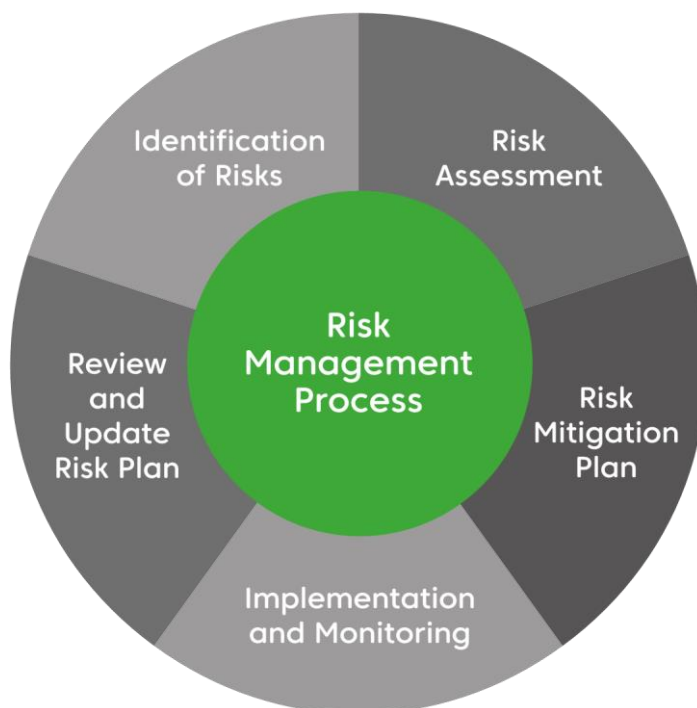 Identification
of Risks
Risk
Assessment
Risk
Management
Process
Review
and
Update
Risk Plan
Risk
Mitigation
Plan
Implementation
and Monitoring